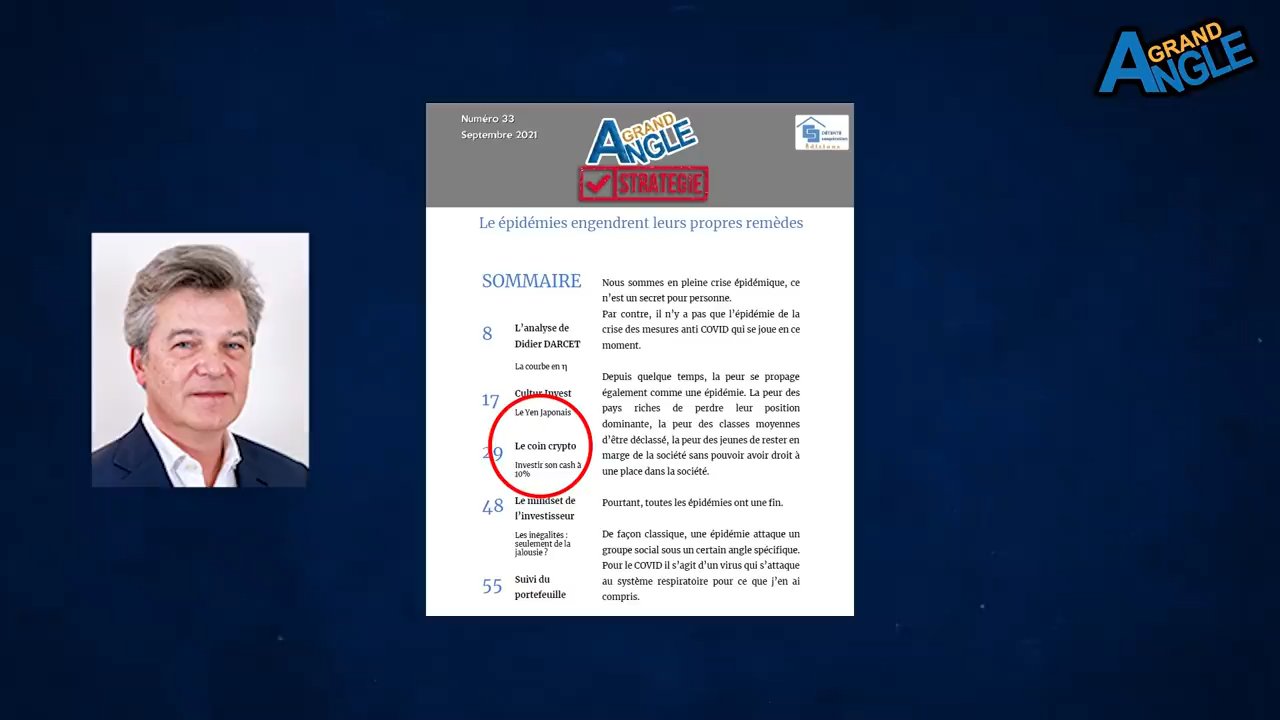 GRAND
ANGLE
Numéro 33
Septembre 2021
GRAND
ANGLE
STRATEGIE
Éditions
Le épidémies engendrent leurs propres remèdes
SOMMAIRE
8
L'analyse de
Didier DARCET
La courbe en η
17
Cultur Invest
Le Yen Japonais
29
Le coin crypto
Investir son cash à
10%
48
Le mindset de
l'investisseur
Les inégalités :
seulement de la
jalousie ?
55
Suivi du
portefeuille
Nous sommes en pleine crise épidémique, ce
n'est un secret pour personne.
Par contre, il n'y a pas que l'épidémie de la
crise des mesures anti COVID qui se joue en ce
moment.
Depuis quelque temps, la peur se propage
également comme une épidémie. La peur des
pays riches de perdre leur position
dominante, la peur des classes moyennes
d'être déclassé, la peur des jeunes de rester en
marge de la société sans pouvoir avoir droit à
une place dans la société.
Pourtant, toutes les épidémies ont une fin.
De façon classique, une épidémie attaque un
groupe social sous un certain angle spécifique.
Pour le COVID il s'agit d'un virus qui s'attaque
au système respiratoire pour ce que j'en ai
compris.